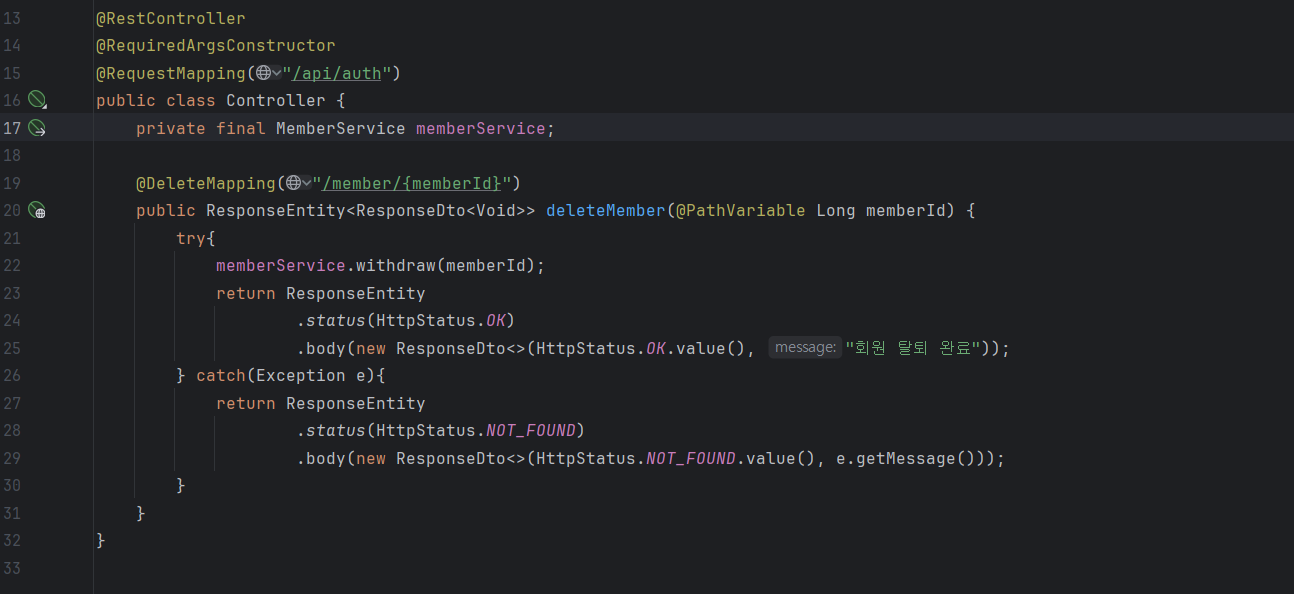 13 @RestController
14 @RequiredArgsConstructor
15 @RequestMapping("/api/auth")
16 public class Controller {
17 private final MemberService memberService;
18
19 @DeleteMapping("/member/{memberId}")
20 public ResponseEntity<ResponseDto<Void>> deleteMember(@PathVariable Long memberId) {
21 try{
22 memberService.withdraw(memberId);
23 return ResponseEntity
24 .status(HttpStatus.OK)
25 .body(new ResponseDto<>(HttpStatus.OK.value(), message: "회원 탈퇴 완료"));
26 } catch(Exception e){
27 return ResponseEntity
28 .status(HttpStatus.NOT_FOUND)
29 .body(new ResponseDto<>(HttpStatus.NOT_FOUND.value(), e.getMessage()));
30 }
31 }
32 }
33